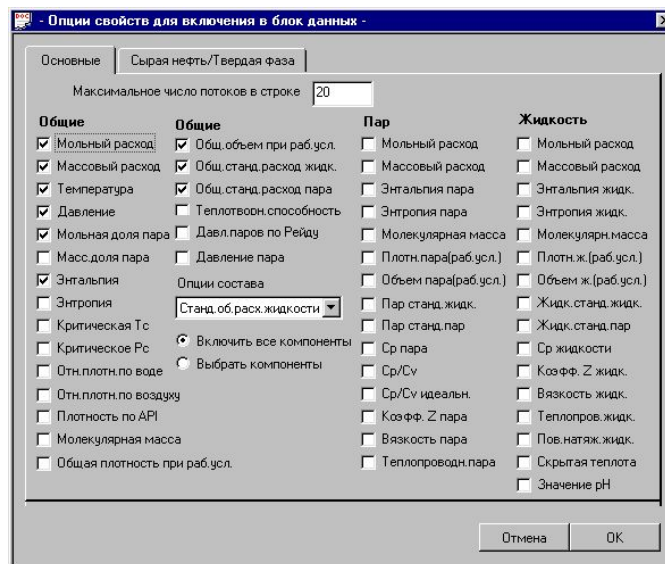 - Опции свойств для включения в блок данных -
Основные
Сырая нефть/Твердая фаза
Максимальное число потоков в строке 20
Общие
Мольный расход
Массовый расход
Температура
Давление
Мольная доля пара
Масс.доля пара
Энтальпия
Энтропия
Критическая Tc
Критическое Pc
Отн.плотн.по воде
Отн.плотн.по воздуху
Плотность по API
Молекулярная масса
Общая плотность при раб.усл.
Общие
Общ.объем при раб.усл.
Общ.станд.расход жидк.
Общ.станд.расход пара
Теплотворн.способность
Давл.паров по Рейду
Давление пара
Опции состава
Станд.об.расх.жидкости
Включить все компоненты
Выбрать компоненты
Пар
Мольный расход
Массовый расход
Энтальпия пара
Энтропия пара
Молекулярная масса
Плотн.пара(раб.усл.)
Объем пара(раб.усл.)
Пар станд.жидк.
Пар станд.пар
Cp пара
Cp/Cv
Cp/Cv идеальн.
Коэфф. Z пара
Вязкость пара
Теплопроводн.пара
Жидкость
Мольный расход
Массовый расход
Энтальпия жидк.
Энтропия жидк.
Молекулярн.масса
Плотн.ж.(раб.усл.)
Объем ж.(раб.усл.)
Жидк.станд.жидк.
Жидк.станд.пар
Cp жидкости
Коэфф. Z жидк.
Вязкость жидк.
Теплопров.жидк.
Пов.натяж.жидк.
Скрытая теплота
Значение pH
Отмена
OK